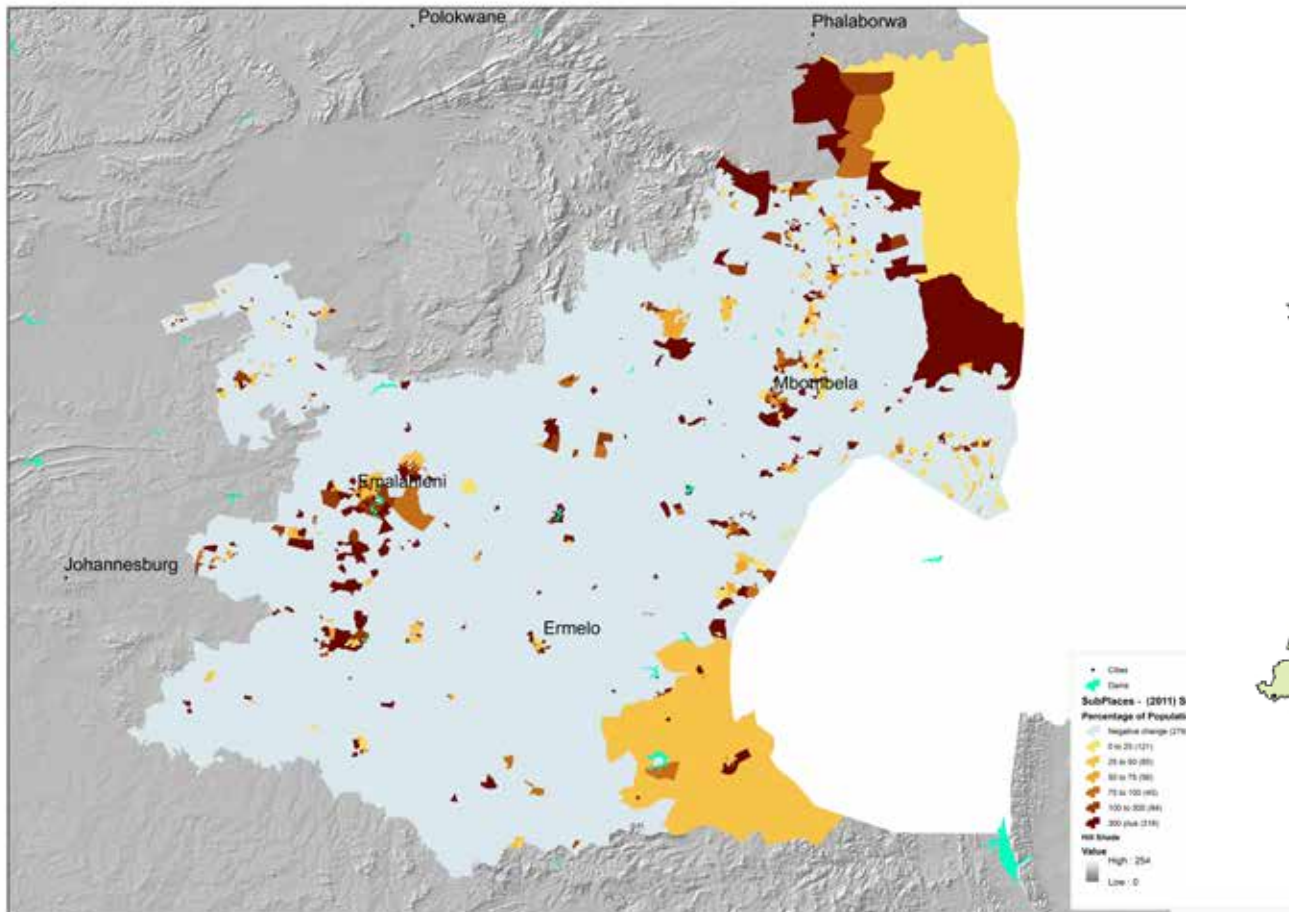 Polokwane
Phalaborwa
Mbombela
Emalahleni
Johannesburg
Ermelo
Cities
Dams
SubPlaces - (2011) S
Percentage of Populati
Negative change (276
0 to 25 (121)
25 to 50 (85)
50 to 75 (56)
75 to 100 (45)
100 to 300 (94)
300 plus (318)
Hill Shade
Value
High : 254
Low : 0